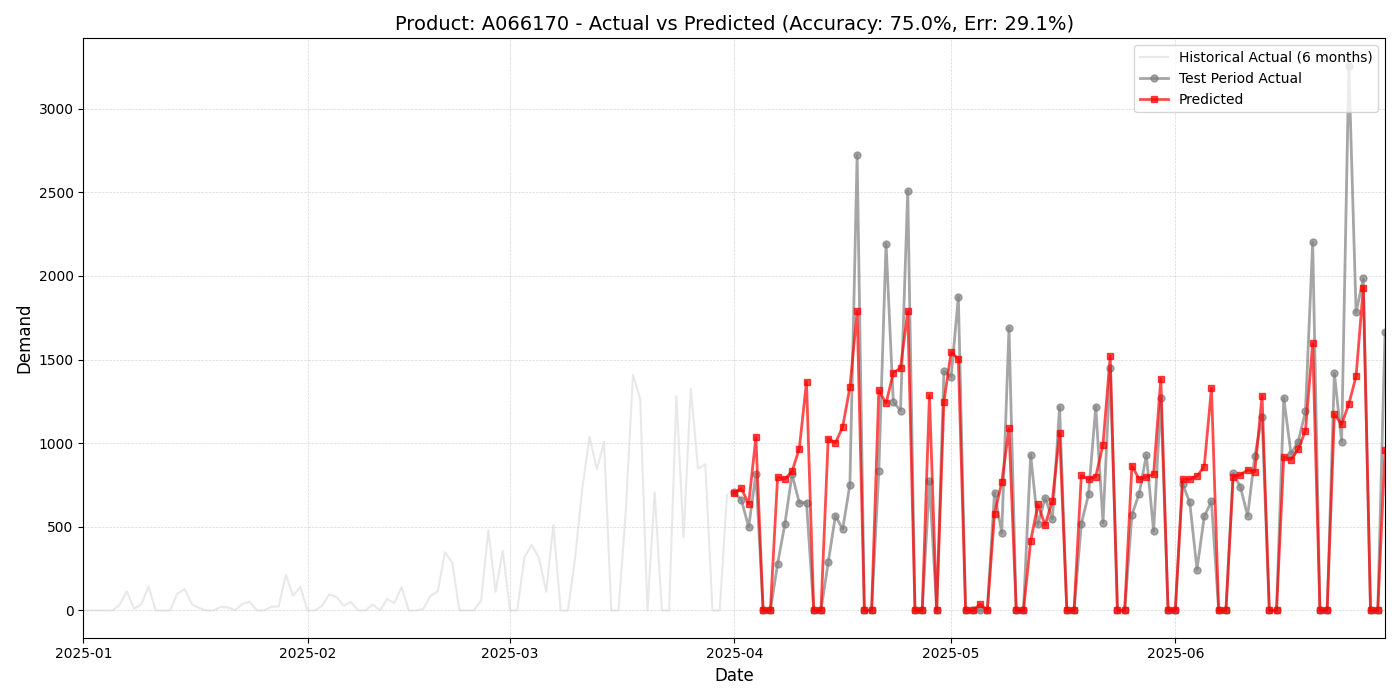 Product: A066170 - Actual vs Predicted (Accuracy: 75.0%, Err: 29.1%)
Historical Actual (6 months)
Test Period Actual
Predicted
Demand
3000
2500
2000
1500
1000
500
0
2025-01
2025-02
2025-03
2025-04
2025-05
2025-06
Date